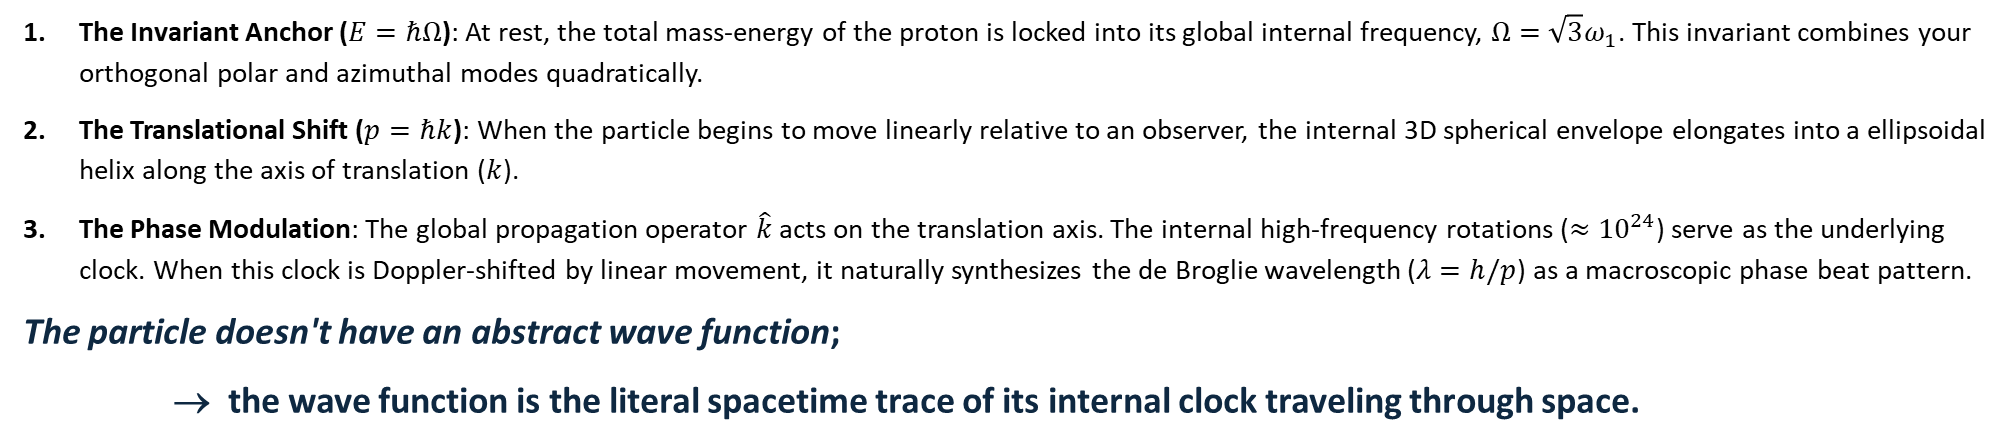 1. The Invariant Anchor (E = ℏΩ): At rest, the total mass-energy of the proton is locked into its global internal frequency, Ω = √3ω₁. This invariant combines your
orthogonal polar and azimuthal modes quadratically.
2. The Translational Shift (p = ℏk): When the particle begins to move linearly relative to an observer, the internal 3D spherical envelope elongates into a ellipsoidal
helix along the axis of translation (k).
3. The Phase Modulation: The global propagation operator k̂ acts on the translation axis. The internal high-frequency rotations (≈ 10²⁴) serve as the underlying
clock. When this clock is Doppler-shifted by linear movement, it naturally synthesizes the de Broglie wavelength (λ = h/p) as a macroscopic phase beat pattern.
The particle doesn't have an abstract wave function;
→ the wave function is the literal spacetime trace of its internal clock traveling through space.